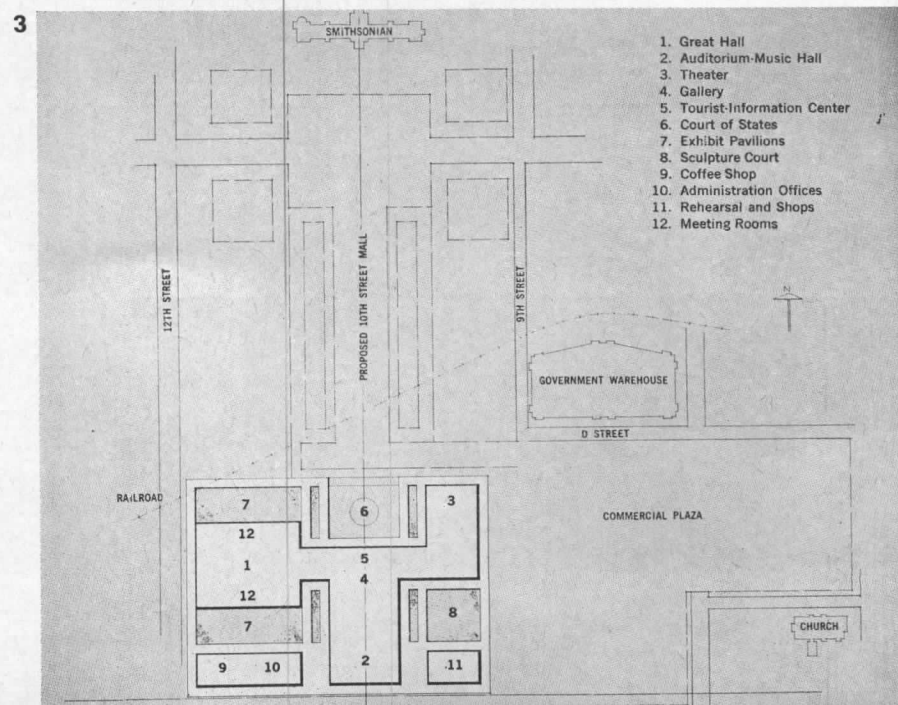 3
SMITHSONIAN
1. Great Hall
2. Auditorium-Music Hall
3. Theater
4. Gallery
5. Tourist-Information Center
6. Court of States
7. Exhibit Pavilions
8. Sculpture Court
9. Coffee Shop
10. Administration Offices
11. Rehearsal and Shops
12. Meeting Rooms
12TH STREET
PROPOSED 10TH STREET MALL
9TH STREET
N
GOVERNMENT WAREHOUSE
D STREET
RAILROAD
COMMERCIAL PLAZA
7
6
3
12
5
1
4
12
7
8
CHURCH
9 10
2
11